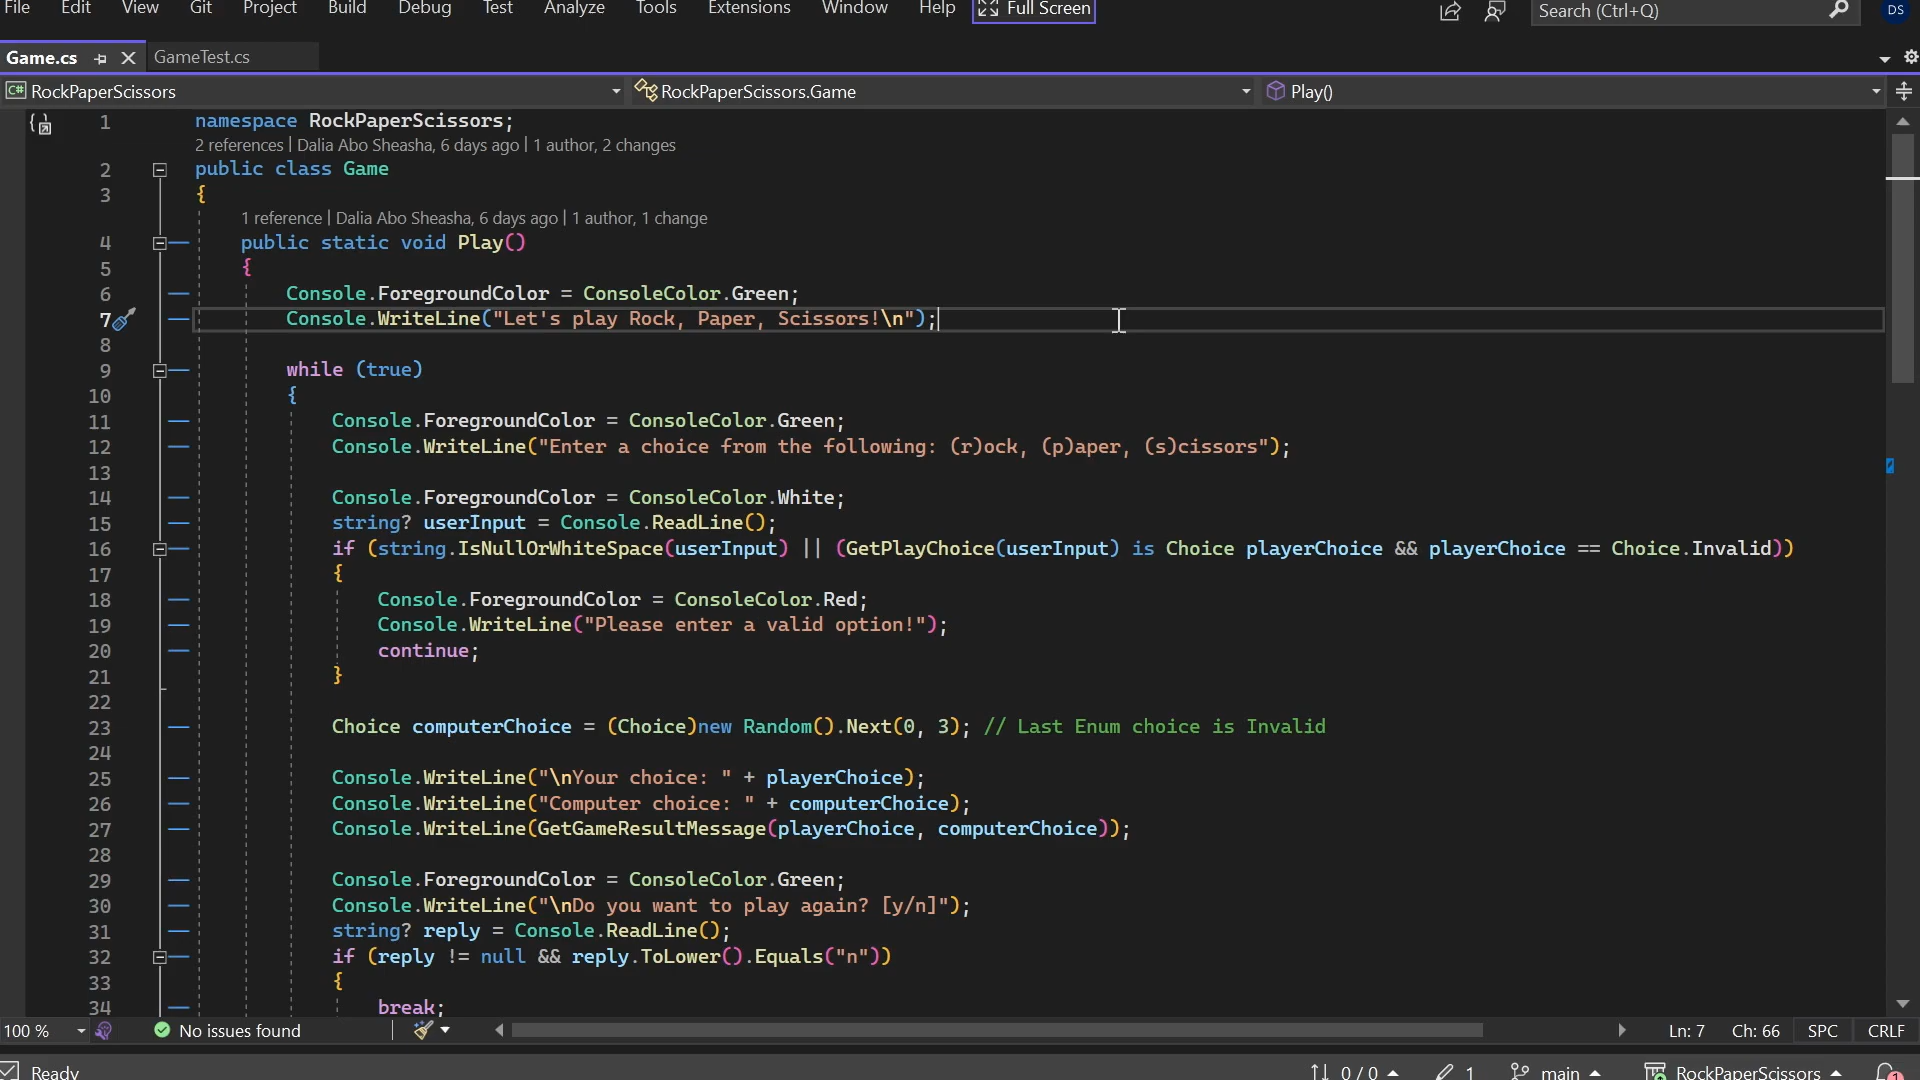 File Edit View Git Project Build Debug Test Analyze Tools Extensions Window Help Full Screen Search (Ctrl+Q) DS
Game.cs GameTest.cs
C# RockPaperScissors RockPaperScissors.Game Play()
1 namespace RockPaperScissors;
2 references | Dalia Abo Sheasha, 6 days ago | 1 author, 2 changes
2 public class Game
3 {
1 reference | Dalia Abo Sheasha, 6 days ago | 1 author, 1 change
4 public static void Play()
5 {
6 Console.ForegroundColor = ConsoleColor.Green;
7 Console.WriteLine("Let's play Rock, Paper, Scissors!\n");
8
9 while (true)
10 {
11 Console.ForegroundColor = ConsoleColor.Green;
12 Console.WriteLine("Enter a choice from the following: (r)ock, (p)aper, (s)cissors");
13
14 Console.ForegroundColor = ConsoleColor.White;
15 string? userInput = Console.ReadLine();
16 if (string.IsNullOrWhiteSpace(userInput) || (GetPlayChoice(userInput) is Choice playerChoice && playerChoice == Choice.Invalid))
17 {
18 Console.ForegroundColor = ConsoleColor.Red;
19 Console.WriteLine("Please enter a valid option!");
20 continue;
21 }
22
23 Choice computerChoice = (Choice)new Random().Next(0, 3); // Last Enum choice is Invalid
24
25 Console.WriteLine("\nYour choice: " + playerChoice);
26 Console.WriteLine("Computer choice: " + computerChoice);
27 Console.WriteLine(GetGameResultMessage(playerChoice, computerChoice));
28
29 Console.ForegroundColor = ConsoleColor.Green;
30 Console.WriteLine("\nDo you want to play again? [y/n]");
31 string? reply = Console.ReadLine();
32 if (reply != null && reply.ToLower().Equals("n"))
33 {
34 break;
100 % No issues found Ln: 7 Ch: 66 SPC CRLF
Ready 0 / 0 1 main RockPaperScissors 1